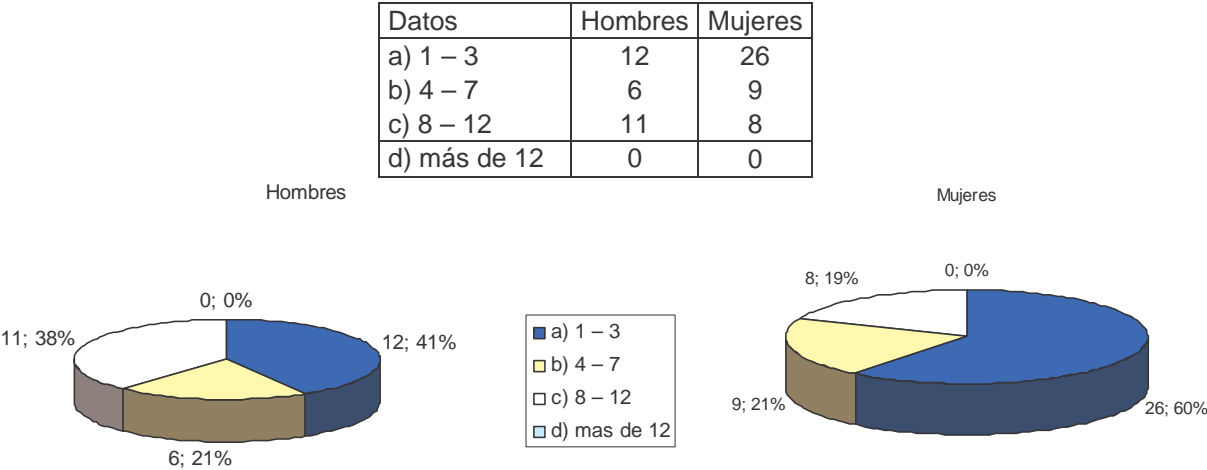 Datos Hombres Mujeres
a) 1 – 3 12 26
b) 4 – 7 6 9
c) 8 – 12 11 8
d) más de 12 0 0
Hombres
0; 0%
11; 38%
12; 41%
6; 21%
a) 1 – 3
b) 4 – 7
c) 8 – 12
d) mas de 12
Mujeres
8; 19%
0; 0%
9; 21%
26; 60%